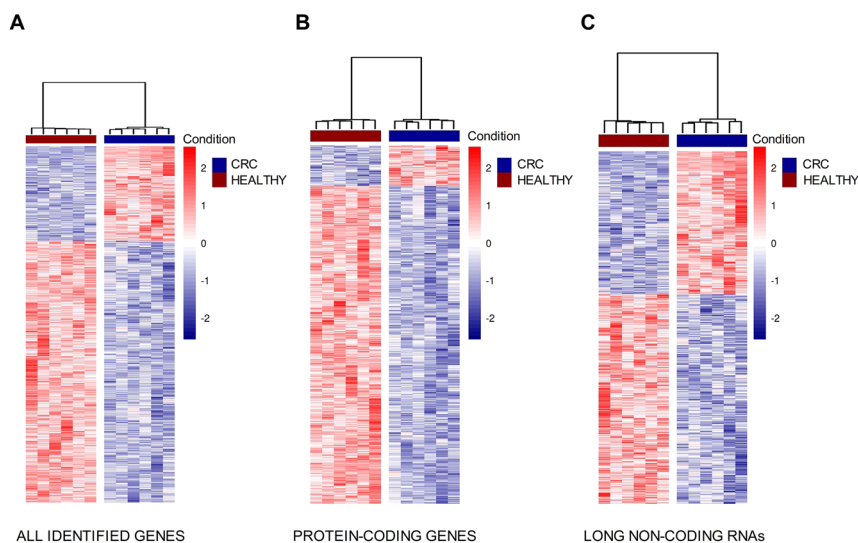 A
B
C
Condition
CRC
HEALTHY
2
1
0
-1
-2
Condition
CRC
HEALTHY
2
1
0
-1
-2
Condition
CRC
HEALTHY
2
1
0
-1
-2
ALL IDENTIFIED GENES
PROTEIN-CODING GENES
LONG NON-CODING RNAs